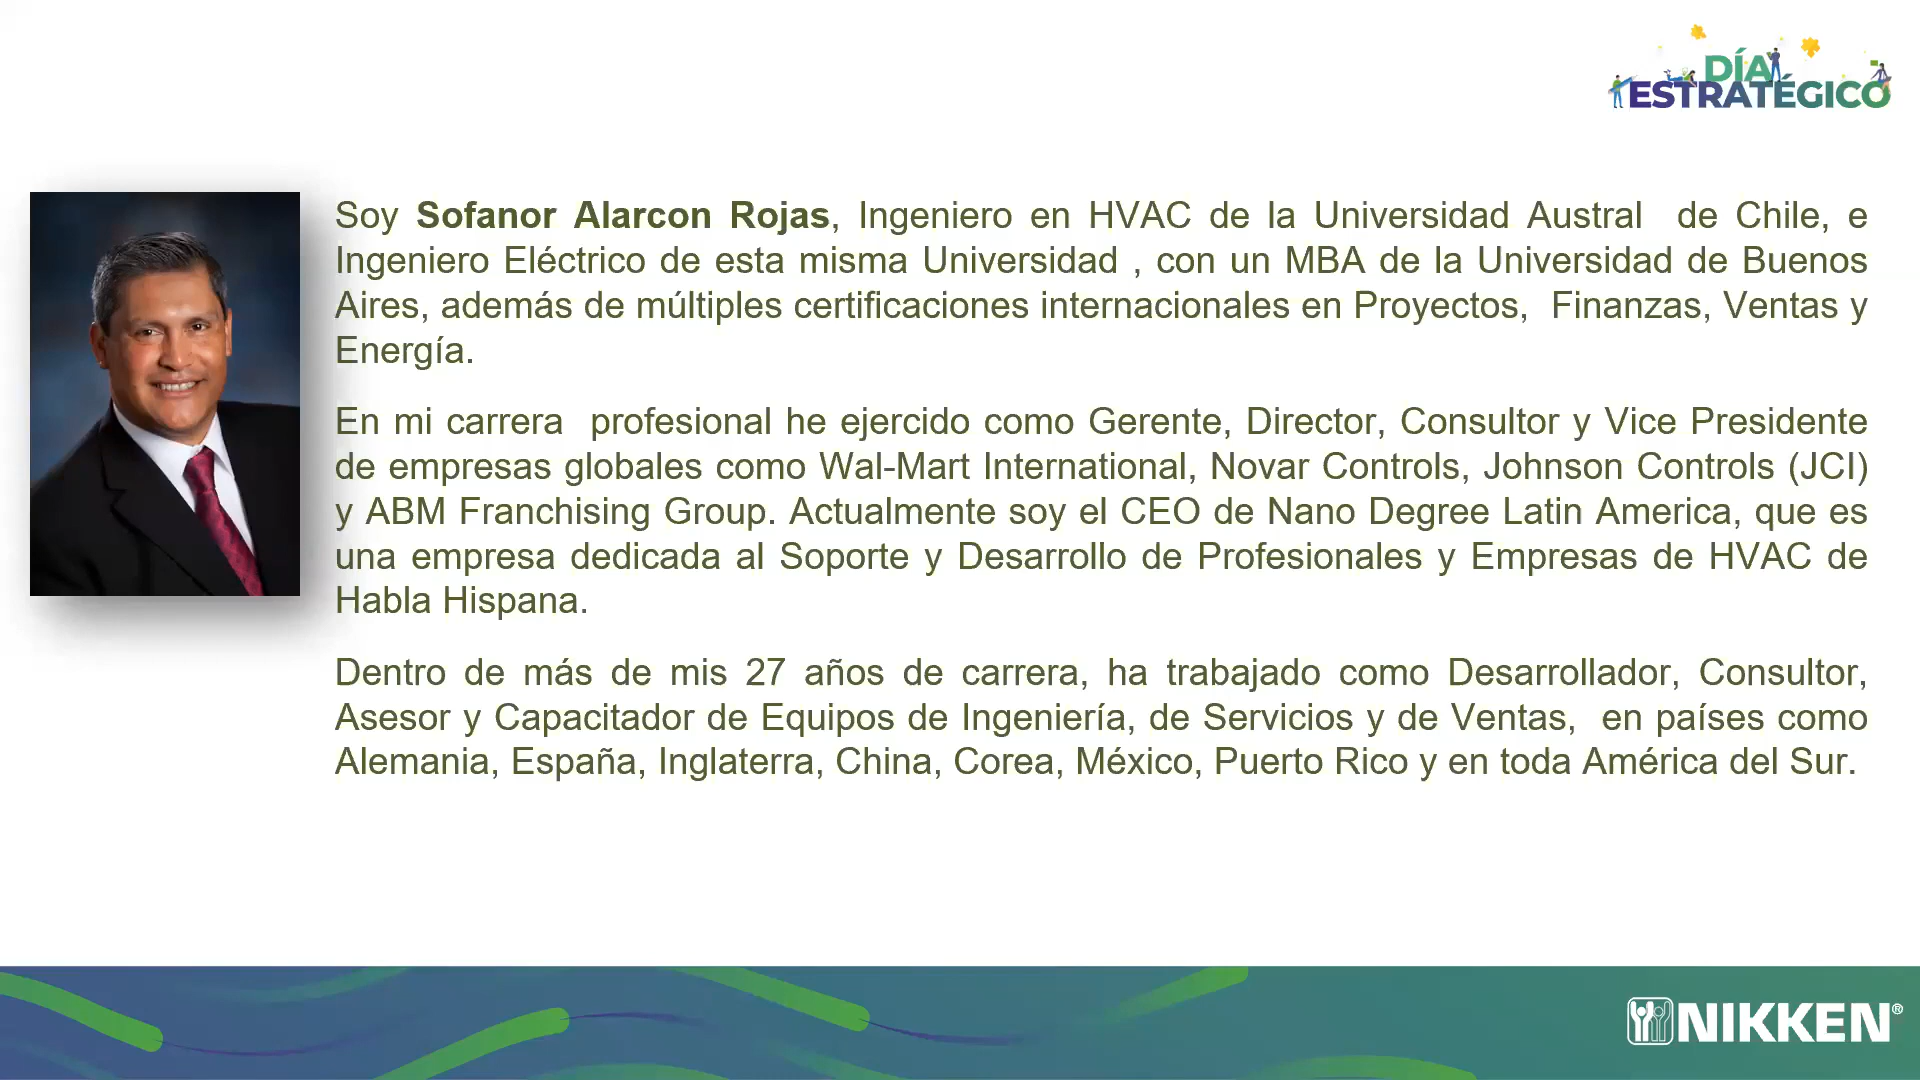 DÍA
ESTRATÉGICO
Soy Sofanor Alarcon Rojas, Ingeniero en HVAC de la Universidad Austral de Chile, e
Ingeniero Eléctrico de esta misma Universidad , con un MBA de la Universidad de Buenos
Aires, además de múltiples certificaciones internacionales en Proyectos, Finanzas, Ventas y
Energía.
En mi carrera profesional he ejercido como Gerente, Director, Consultor y Vice Presidente
de empresas globales como Wal-Mart International, Novar Controls, Johnson Controls (JCI)
y ABM Franchising Group. Actualmente soy el CEO de Nano Degree Latin America, que es
una empresa dedicada al Soporte y Desarrollo de Profesionales y Empresas de HVAC de
Habla Hispana.
Dentro de más de mis 27 años de carrera, ha trabajado como Desarrollador, Consultor,
Asesor y Capacitador de Equipos de Ingeniería, de Servicios y de Ventas, en países como
Alemania, España, Inglaterra, China, Corea, México, Puerto Rico y en toda América del Sur.
NIKKEN®